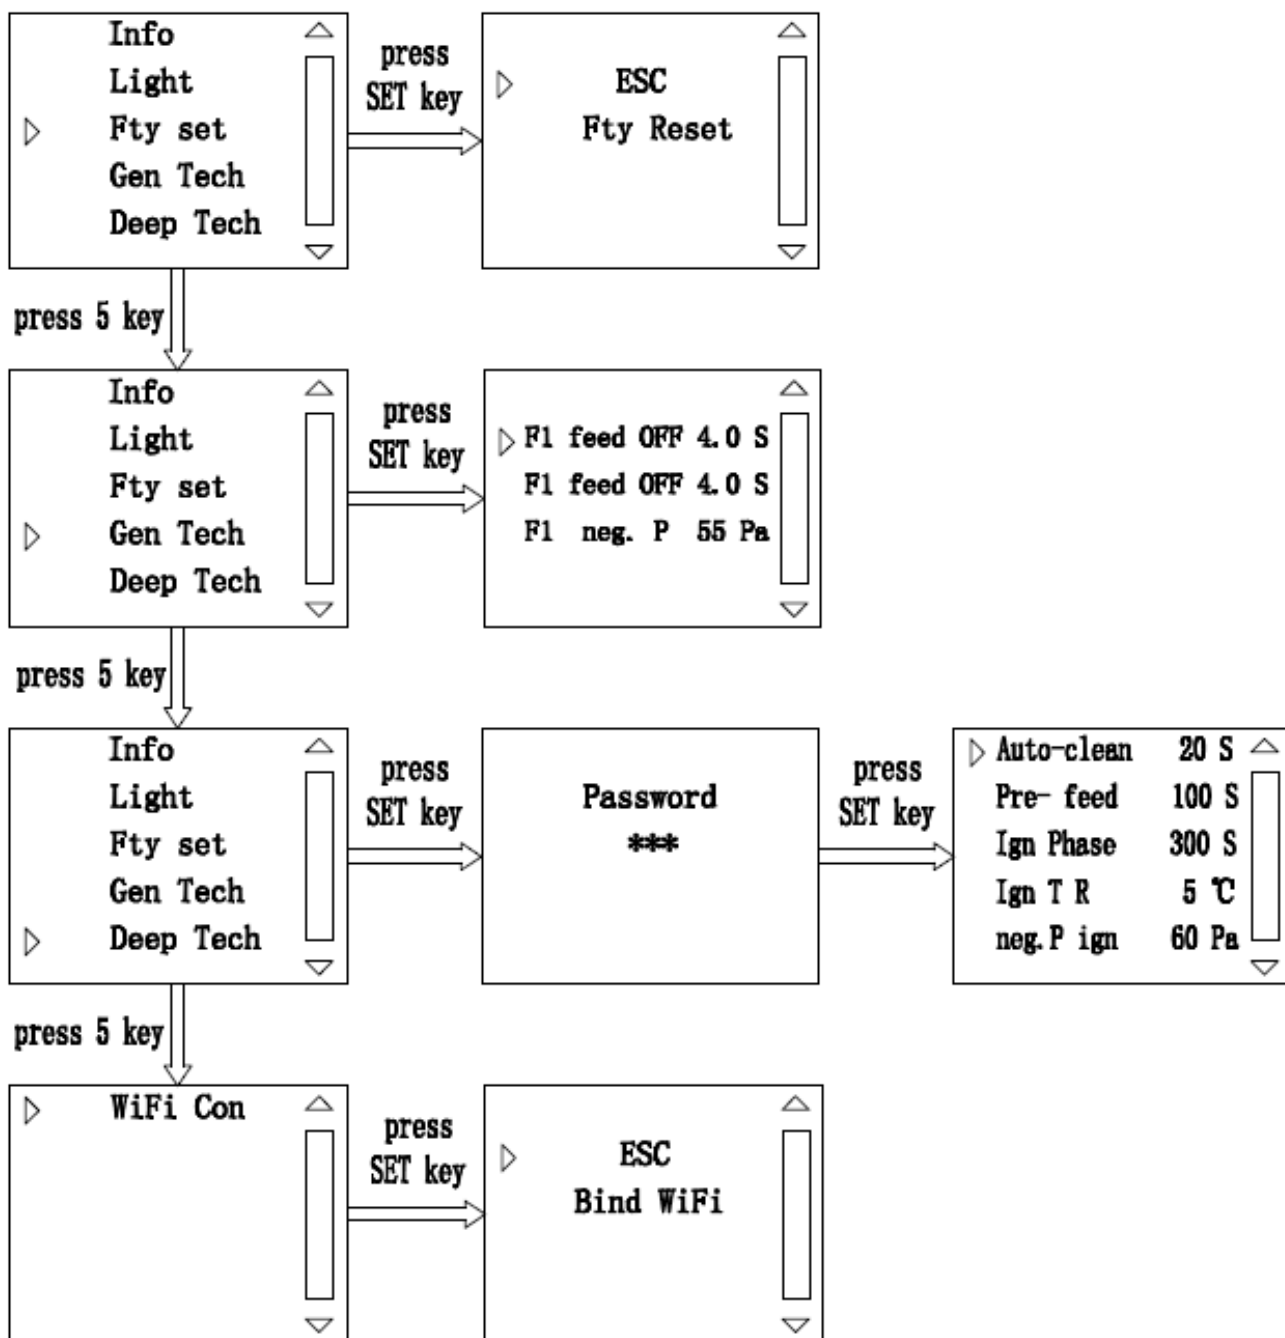 Info
Light
Fty set
Gen Tech
Deep Tech
press
SET key
ESC
Fty Reset
press 5 key
Info
Light
Fty set
Gen Tech
Deep Tech
press
SET key
F1 feed OFF 4.0 S
F1 feed OFF 4.0 S
F1 neg. P 55 Pa
press 5 key
Info
Light
Fty set
Gen Tech
Deep Tech
press
SET key
Password
***
press
SET key
Auto-clean 20 S
Pre- feed 100 S
Ign Phase 300 S
Ign T R 5 ℃
neg.P ign 60 Pa
press 5 key
WiFi Con
press
SET key
ESC
Bind WiFi